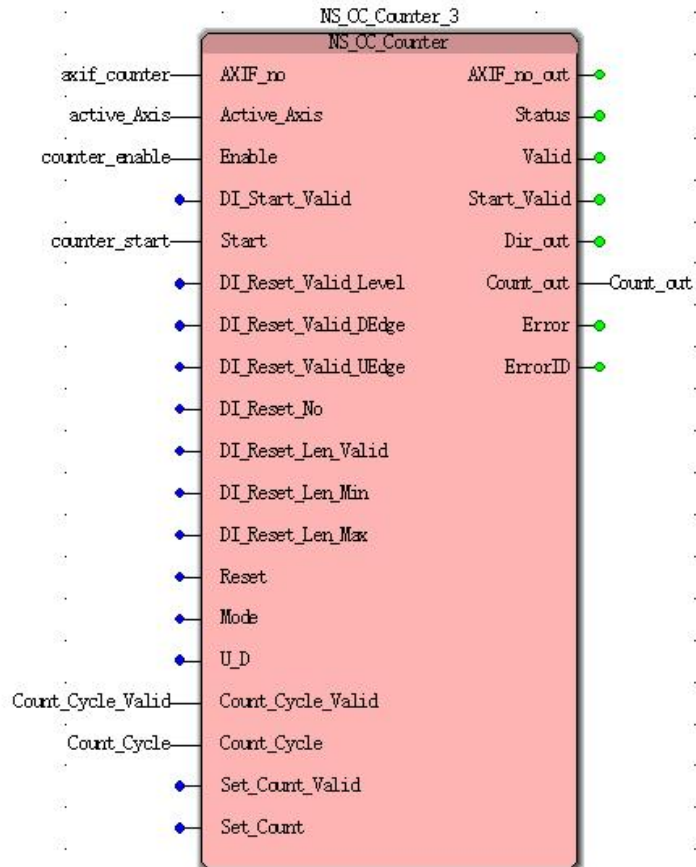 NS_CC_Counter_3
NS_CC_Counter
axif_counter AXIF_no AXIF_no_out
active_Axis Active_Axis Status
counter_enable Enable Valid
DI_Start_Valid Start_Valid
counter_start Start Dir_out
DI_Reset_Valid_Level Count_out Count_out
DI_Reset_Valid_DEdge Error
DI_Reset_Valid_UEdge ErrorID
DI_Reset_No
DI_Reset_Len_Valid
DI_Reset_Len_Min
DI_Reset_Len_Max
Reset
Mode
U_D
Count_Cycle_Valid Count_Cycle_Valid
Count_Cycle Count_Cycle
Set_Count_Valid
Set_Count